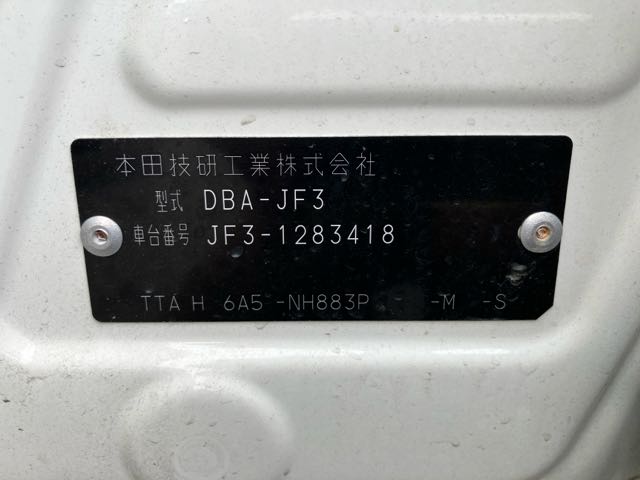 本田技研工業株式会社
型式 DBA-JF3
車台番号 JF3-1283418
TTA H 6A5 -NH883P -M -S